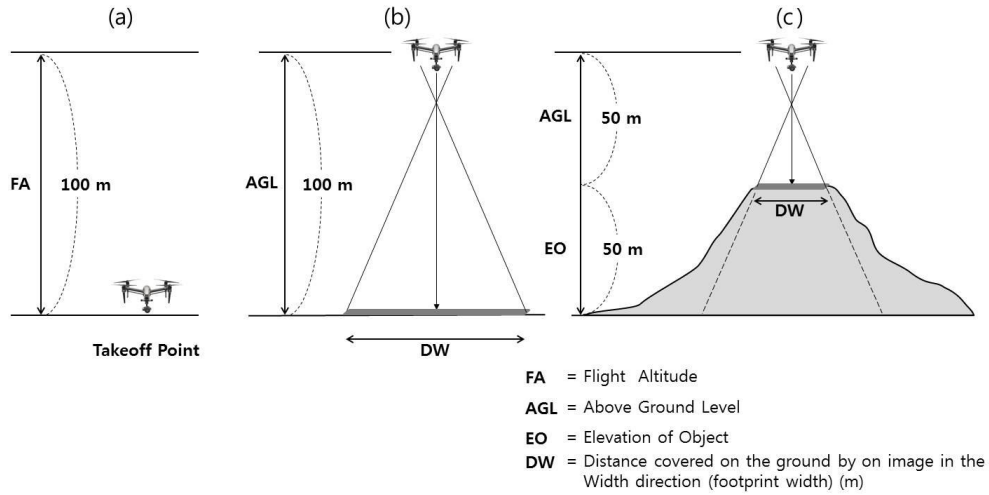 (a)
(b)
(c)
FA
100 m
Takeoff Point
AGL
100 m
DW
AGL
50 m
EO
50 m
DW
FA = Flight Altitude
AGL = Above Ground Level
EO = Elevation of Object
DW = Distance covered on the ground by on image in the
Width direction (footprint width) (m)